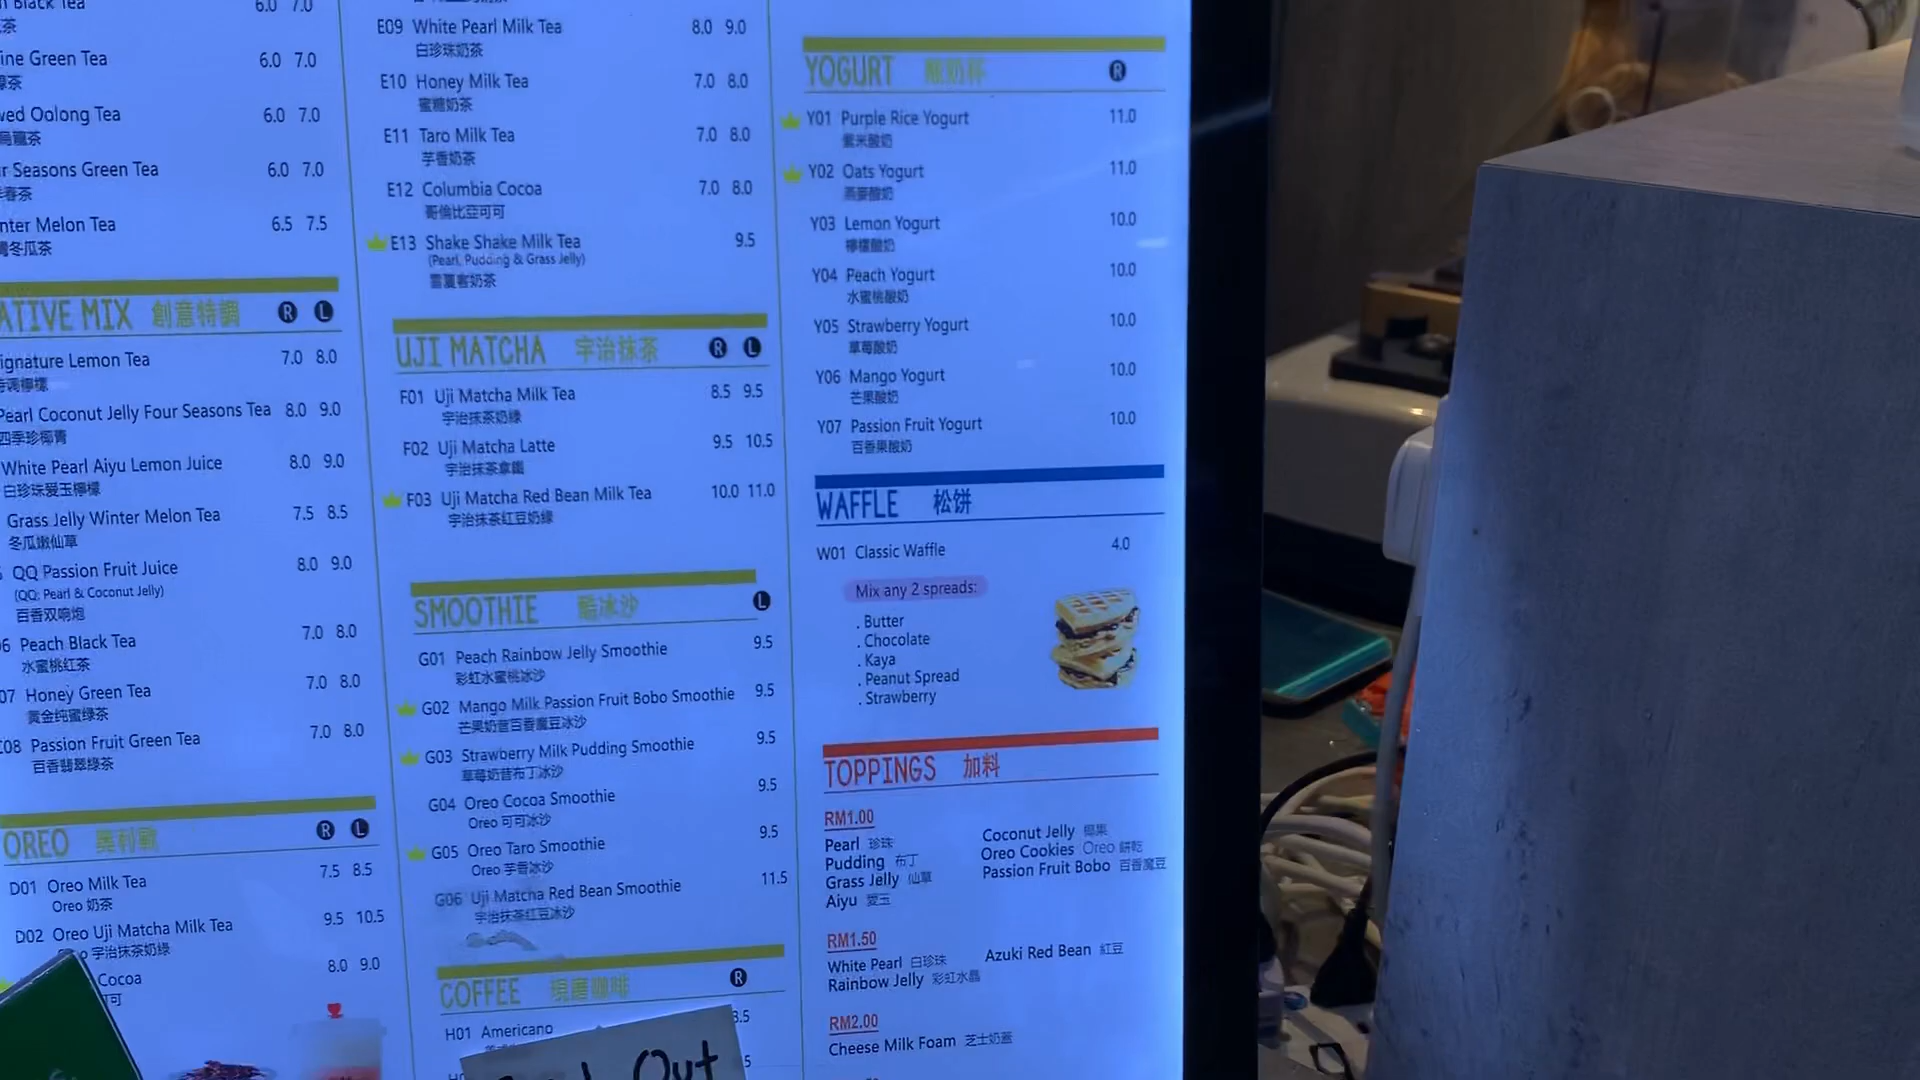 Black Tea
6.0 7.0
茶
ine Green Tea
6.0 7.0
綠茶
wed Oolong Tea
6.0 7.0
烏龍茶
r Seasons Green Tea
6.0 7.0
春茶
nter Melon Tea
6.5 7.5
冬瓜茶
ATIVE MIX 創意特調 R L
ignature Lemon Tea
7.0 8.0
特调檸檬
Pearl Coconut Jelly Four Seasons Tea 8.0 9.0
四季珍椰青
White Pearl Aiyu Lemon Juice 8.0 9.0
白珍珠爱玉檸檬
Grass Jelly Winter Melon Tea 7.5 8.5
冬瓜嫩仙草
QQ Passion Fruit Juice 8.0 9.0
(QQ: Pearl & Coconut Jelly)
百香双响炮
6 Peach Black Tea 7.0 8.0
水蜜桃红茶
07 Honey Green Tea 7.0 8.0
黄金纯蜜绿茶
C08 Passion Fruit Green Tea 7.0 8.0
百香翡翠綠茶
OREO 奧利歐 R L
D01 Oreo Milk Tea 7.5 8.5
Oreo 奶茶
D02 Oreo Uji Matcha Milk Tea 9.5 10.5
o 宇治抹茶奶綠
Cocoa 8.0 9.0
可
E09 White Pearl Milk Tea 8.0 9.0
白珍珠奶茶
E10 Honey Milk Tea 7.0 8.0
蜜糖奶茶
E11 Taro Milk Tea 7.0 8.0
芋香奶茶
E12 Columbia Cocoa 7.0 8.0
哥倫比亞可可
E13 Shake Shake Milk Tea 9.5
(Pearl, Pudding & Grass Jelly)
雪夏客奶茶
UJI MATCHA 宇治抹茶 R L
F01 Uji Matcha Milk Tea 8.5 9.5
宇治抹茶奶綠
F02 Uji Matcha Latte 9.5 10.5
宇治抹茶拿鐵
F03 Uji Matcha Red Bean Milk Tea 10.0 11.0
宇治抹茶红豆奶綠
SMOOTHIE 酷冰沙 L
G01 Peach Rainbow Jelly Smoothie 9.5
彩虹水蜜桃冰沙
G02 Mango Milk Passion Fruit Bobo Smoothie 9.5
芒果奶昔百香魔豆冰沙
G03 Strawberry Milk Pudding Smoothie 9.5
草莓奶昔布丁冰沙
G04 Oreo Cocoa Smoothie 9.5
Oreo 可可冰沙
G05 Oreo Taro Smoothie 9.5
Oreo 芋香冰沙
G06 Uji Matcha Red Bean Smoothie 11.5
宇治抹茶红豆冰沙
COFFEE 現磨咖啡 R
H01 Americano 8.5
Out
YOGURT 酸奶杯 R
Y01 Purple Rice Yogurt 11.0
紫米酸奶
Y02 Oats Yogurt 11.0
燕麥酸奶
Y03 Lemon Yogurt 10.0
檸檬酸奶
Y04 Peach Yogurt 10.0
水蜜桃酸奶
Y05 Strawberry Yogurt 10.0
草莓酸奶
Y06 Mango Yogurt 10.0
芒果酸奶
Y07 Passion Fruit Yogurt 10.0
百香果酸奶
WAFFLE 松饼
W01 Classic Waffle 4.0
Mix any 2 spreads:
. Butter
. Chocolate
. Kaya
. Peanut Spread
. Strawberry
TOPPINGS 加料
RM1.00
Pearl 珍珠
Pudding 布丁
Grass Jelly 仙草
Aiyu 愛玉
Coconut Jelly 椰果
Oreo Cookies Oreo 餅乾
Passion Fruit Bobo 百香魔豆
RM1.50
White Pearl 白珍珠
Rainbow Jelly 彩虹水晶
Azuki Red Bean 紅豆
RM2.00
Cheese Milk Foam 芝士奶蓋